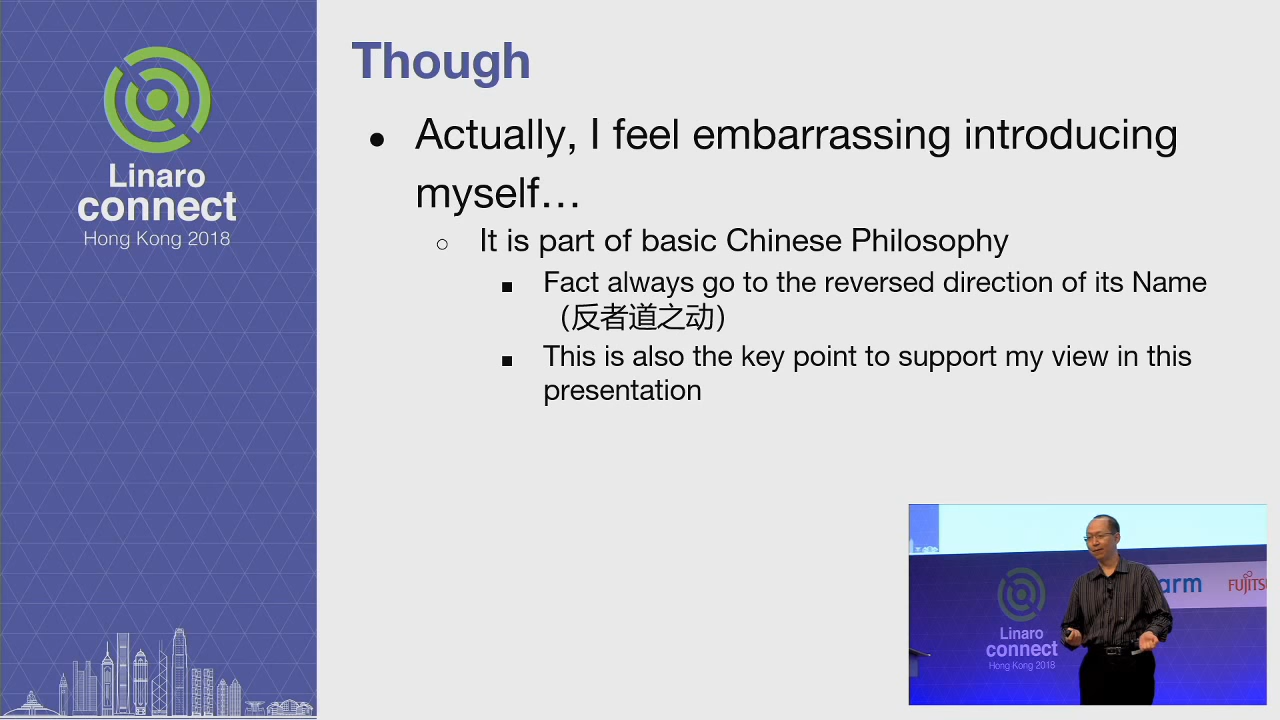 Linaro
connect
Hong Kong 2018
Though
● Actually, I feel embarrassing introducing
myself…
○ It is part of basic Chinese Philosophy
■ Fact always go to the reversed direction of its Name
（反者道之动）
■ This is also the key point to support my view in this
presentation
arm
FUJITSU
Linaro
connect
Hong Kong 2018